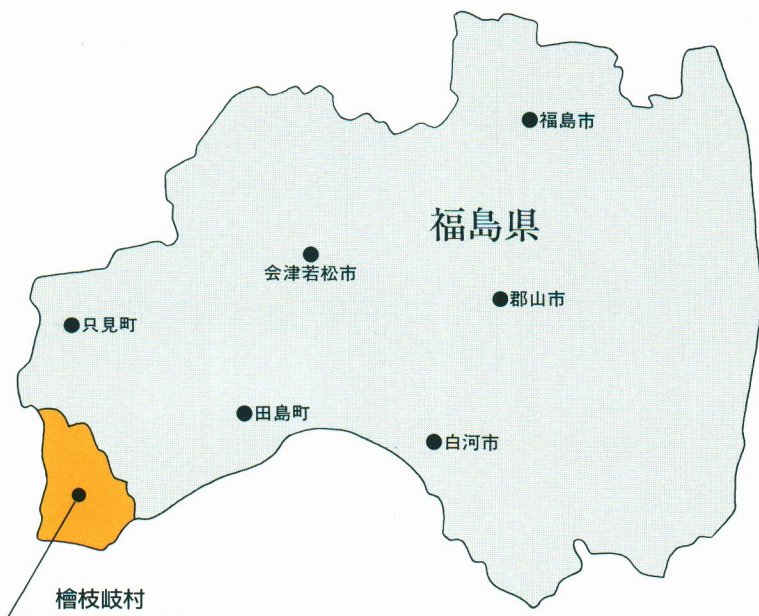 福島市
福島県
会津若松市
郡山市
只見町
田島町
白河市
檜枝岐村